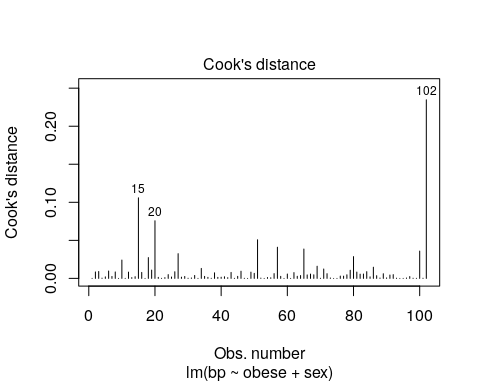 Cook's distance
102
15
20
Cook's distance
0.20
0.10
0.00
0 20 40 60 80 100
Obs. number
lm(bp ~ obese + sex)